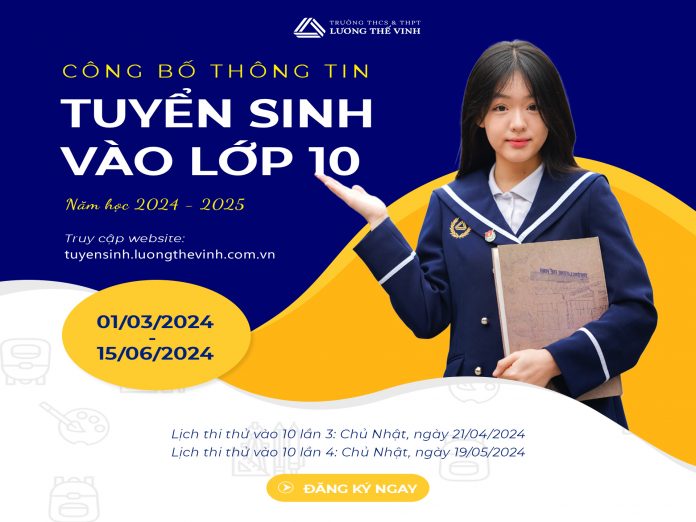 TRƯỜNG THCS & THPT
LƯƠNG THẾ VINH
CÔNG BỐ THÔNG TIN
TUYỂN SINH
VÀO LỚP 10
Năm học 2024 - 2025
Truy cập website:
tuyensinh.luongthevinh.com.vn
01/03/2024
-
15/06/2024
Lịch thi thử vào 10 lần 3: Chủ Nhật, ngày 21/04/2024
Lịch thi thử vào 10 lần 4: Chủ Nhật, ngày 19/05/2024
ĐĂNG KÝ NGAY